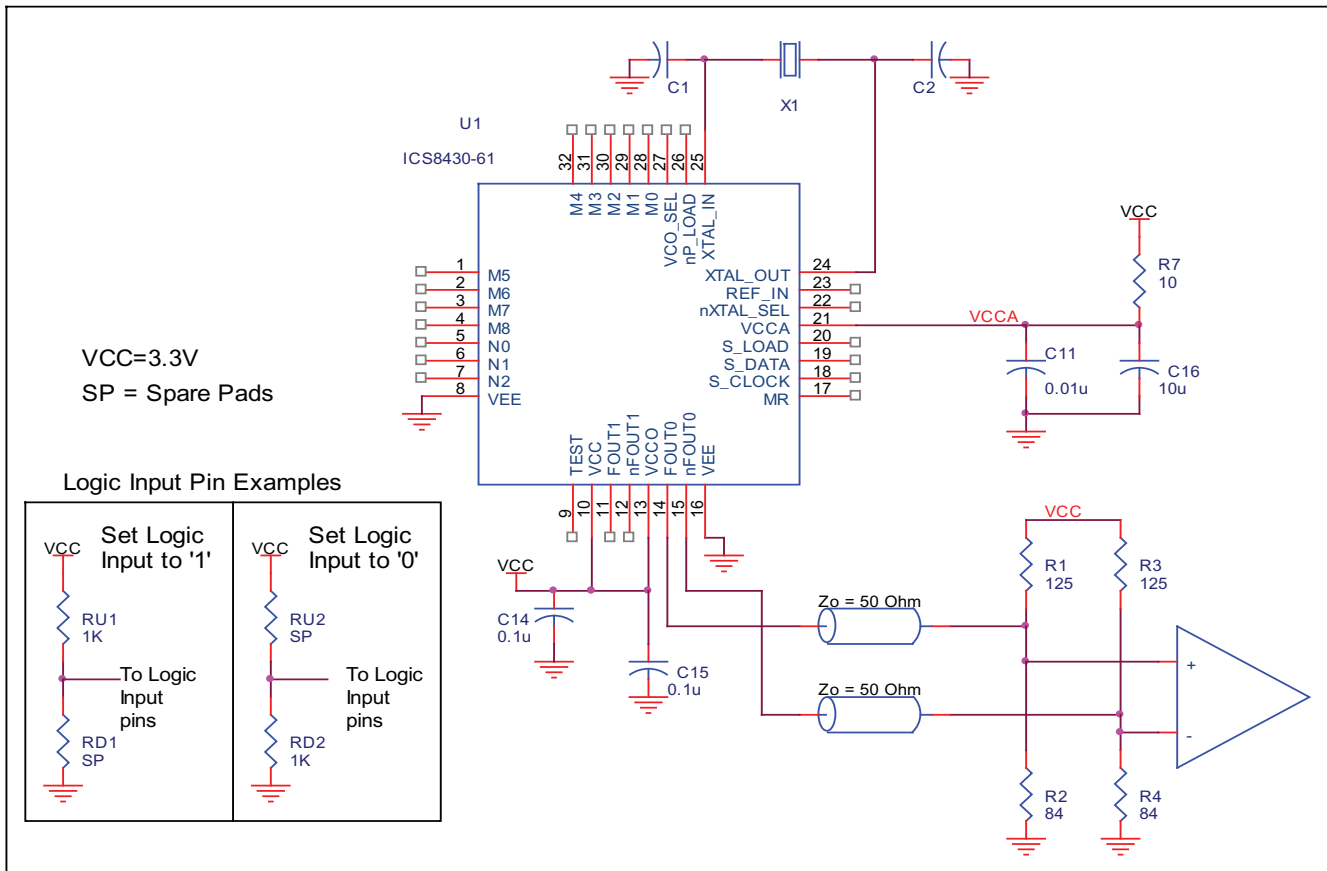 C1
X1
C2
U1
ICS8430-61
32
31
30
29
28
27
26
25
M4
M3
M2
M1
M0
VCO_SEL
nP_LOAD
XTAL_IN
1
M5
2
M6
3
M7
4
M8
5
N0
6
N1
7
N2
8
VEE
XTAL_OUT
24
REF_IN
23
nXTAL_SEL
22
VCCA
21
S_LOAD
20
S_DATA
19
S_CLOCK
18
MR
17
TEST
VCC
FOUT1
nFOUT1
VCCO
FOUT0
nFOUT0
VEE
9
10
11
12
13
14
15
16
VCC
R7
10
VCCA
C11
0.01u
C16
10u
VCC=3.3V
SP = Spare Pads
Logic Input Pin Examples
Set Logic
Input to '1'
VCC
RU1
1K
To Logic
Input
pins
RD1
SP
Set Logic
Input to '0'
VCC
RU2
SP
To Logic
Input
pins
RD2
1K
VCC
C14
0.1u
C15
0.1u
Zo = 50 Ohm
Zo = 50 Ohm
VCC
R1
125
R3
125
+
-
R2
84
R4
84